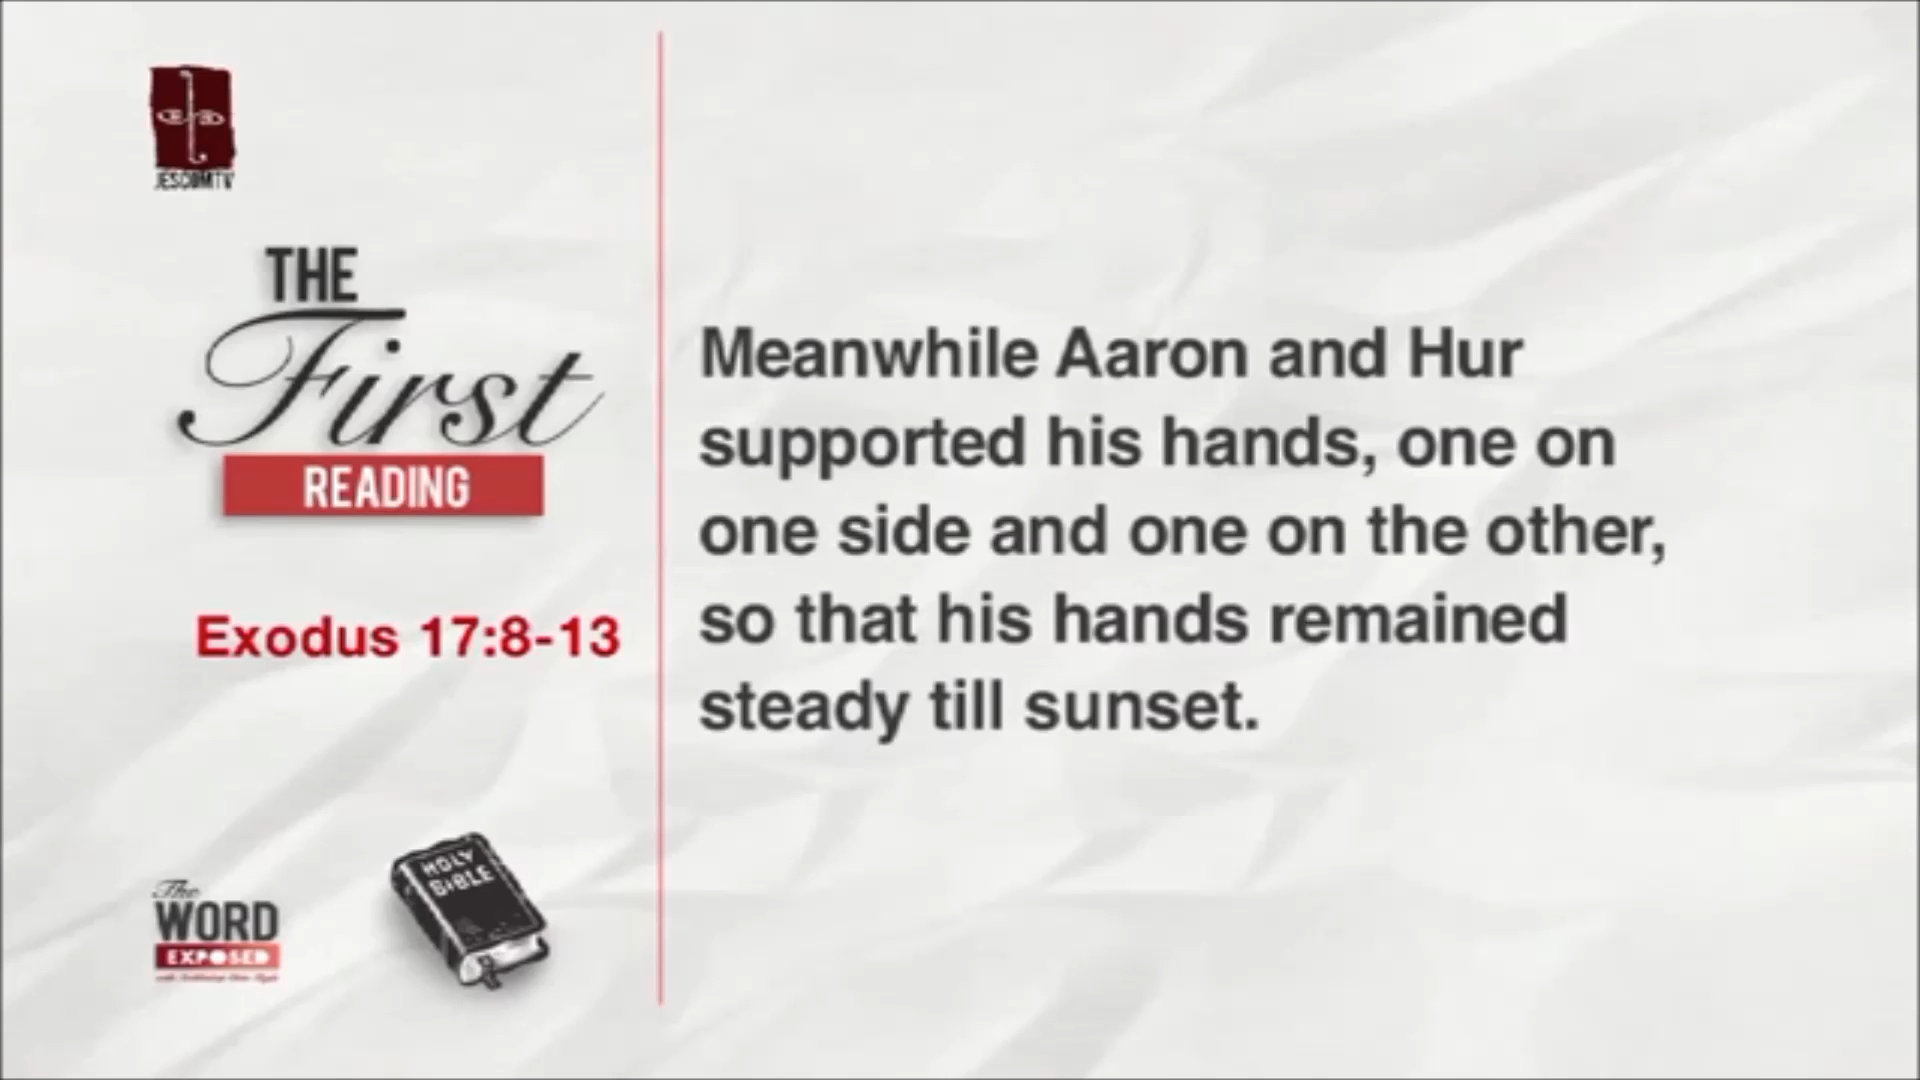 JESCOMTV
THE
First
READING
Exodus 17:8-13
Meanwhile Aaron and Hur
supported his hands, one on
one side and one on the other,
so that his hands remained
steady till sunset.
HOLY
BIBLE
The
WORD
EXPOSED